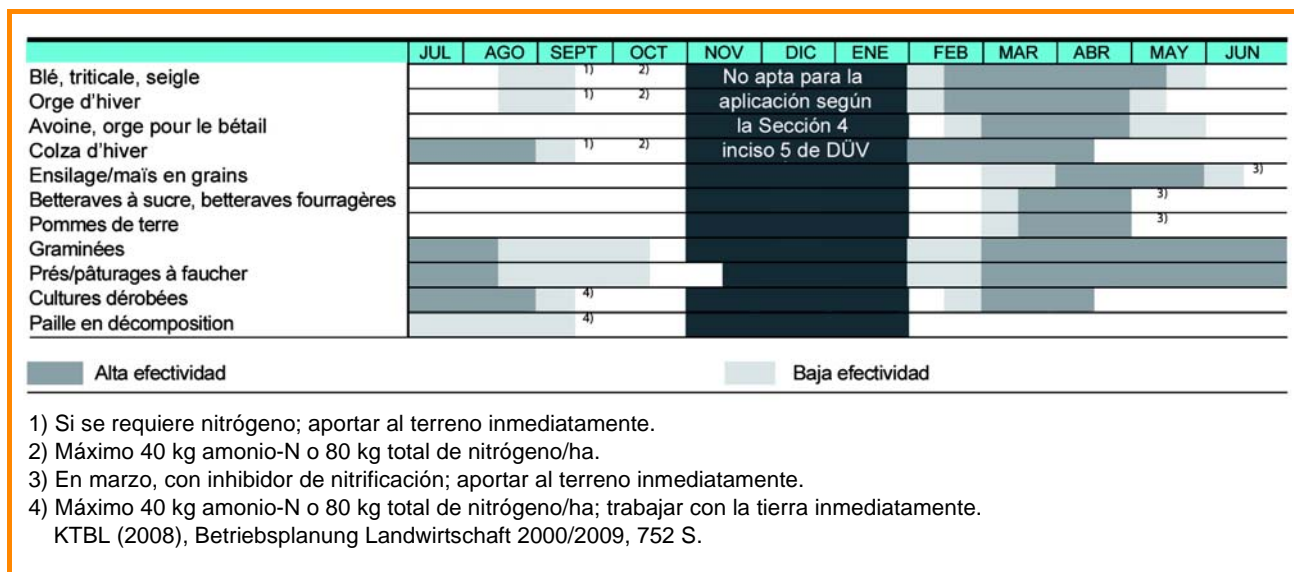 JUL AGO SEPT OCT NOV DIC ENE FEB MAR ABR MAY JUN
Blé, triticale, seigle 1) 2) No apta para la
Orge d'hiver 1) 2) aplicación según
Avoine, orge pour le bétail la Sección 4
Colza d'hiver 1) 2) inciso 5 de DÜV
Ensilage/maïs en grains 3)
Betteraves à sucre, betteraves fourragères 3)
Pommes de terre 3)
Graminées
Prés/pâturages à faucher
Cultures dérobées 4)
Paille en décomposition 4)
Alta efectividad Baja efectividad
1) Si se requiere nitrógeno; aportar al terreno inmediatamente.
2) Máximo 40 kg amonio-N o 80 kg total de nitrógeno/ha.
3) En marzo, con inhibidor de nitrificación; aportar al terreno inmediatamente.
4) Máximo 40 kg amonio-N o 80 kg total de nitrógeno/ha; trabajar con la tierra inmediatamente.
KTBL (2008), Betriebsplanung Landwirtschaft 2000/2009, 752 S.